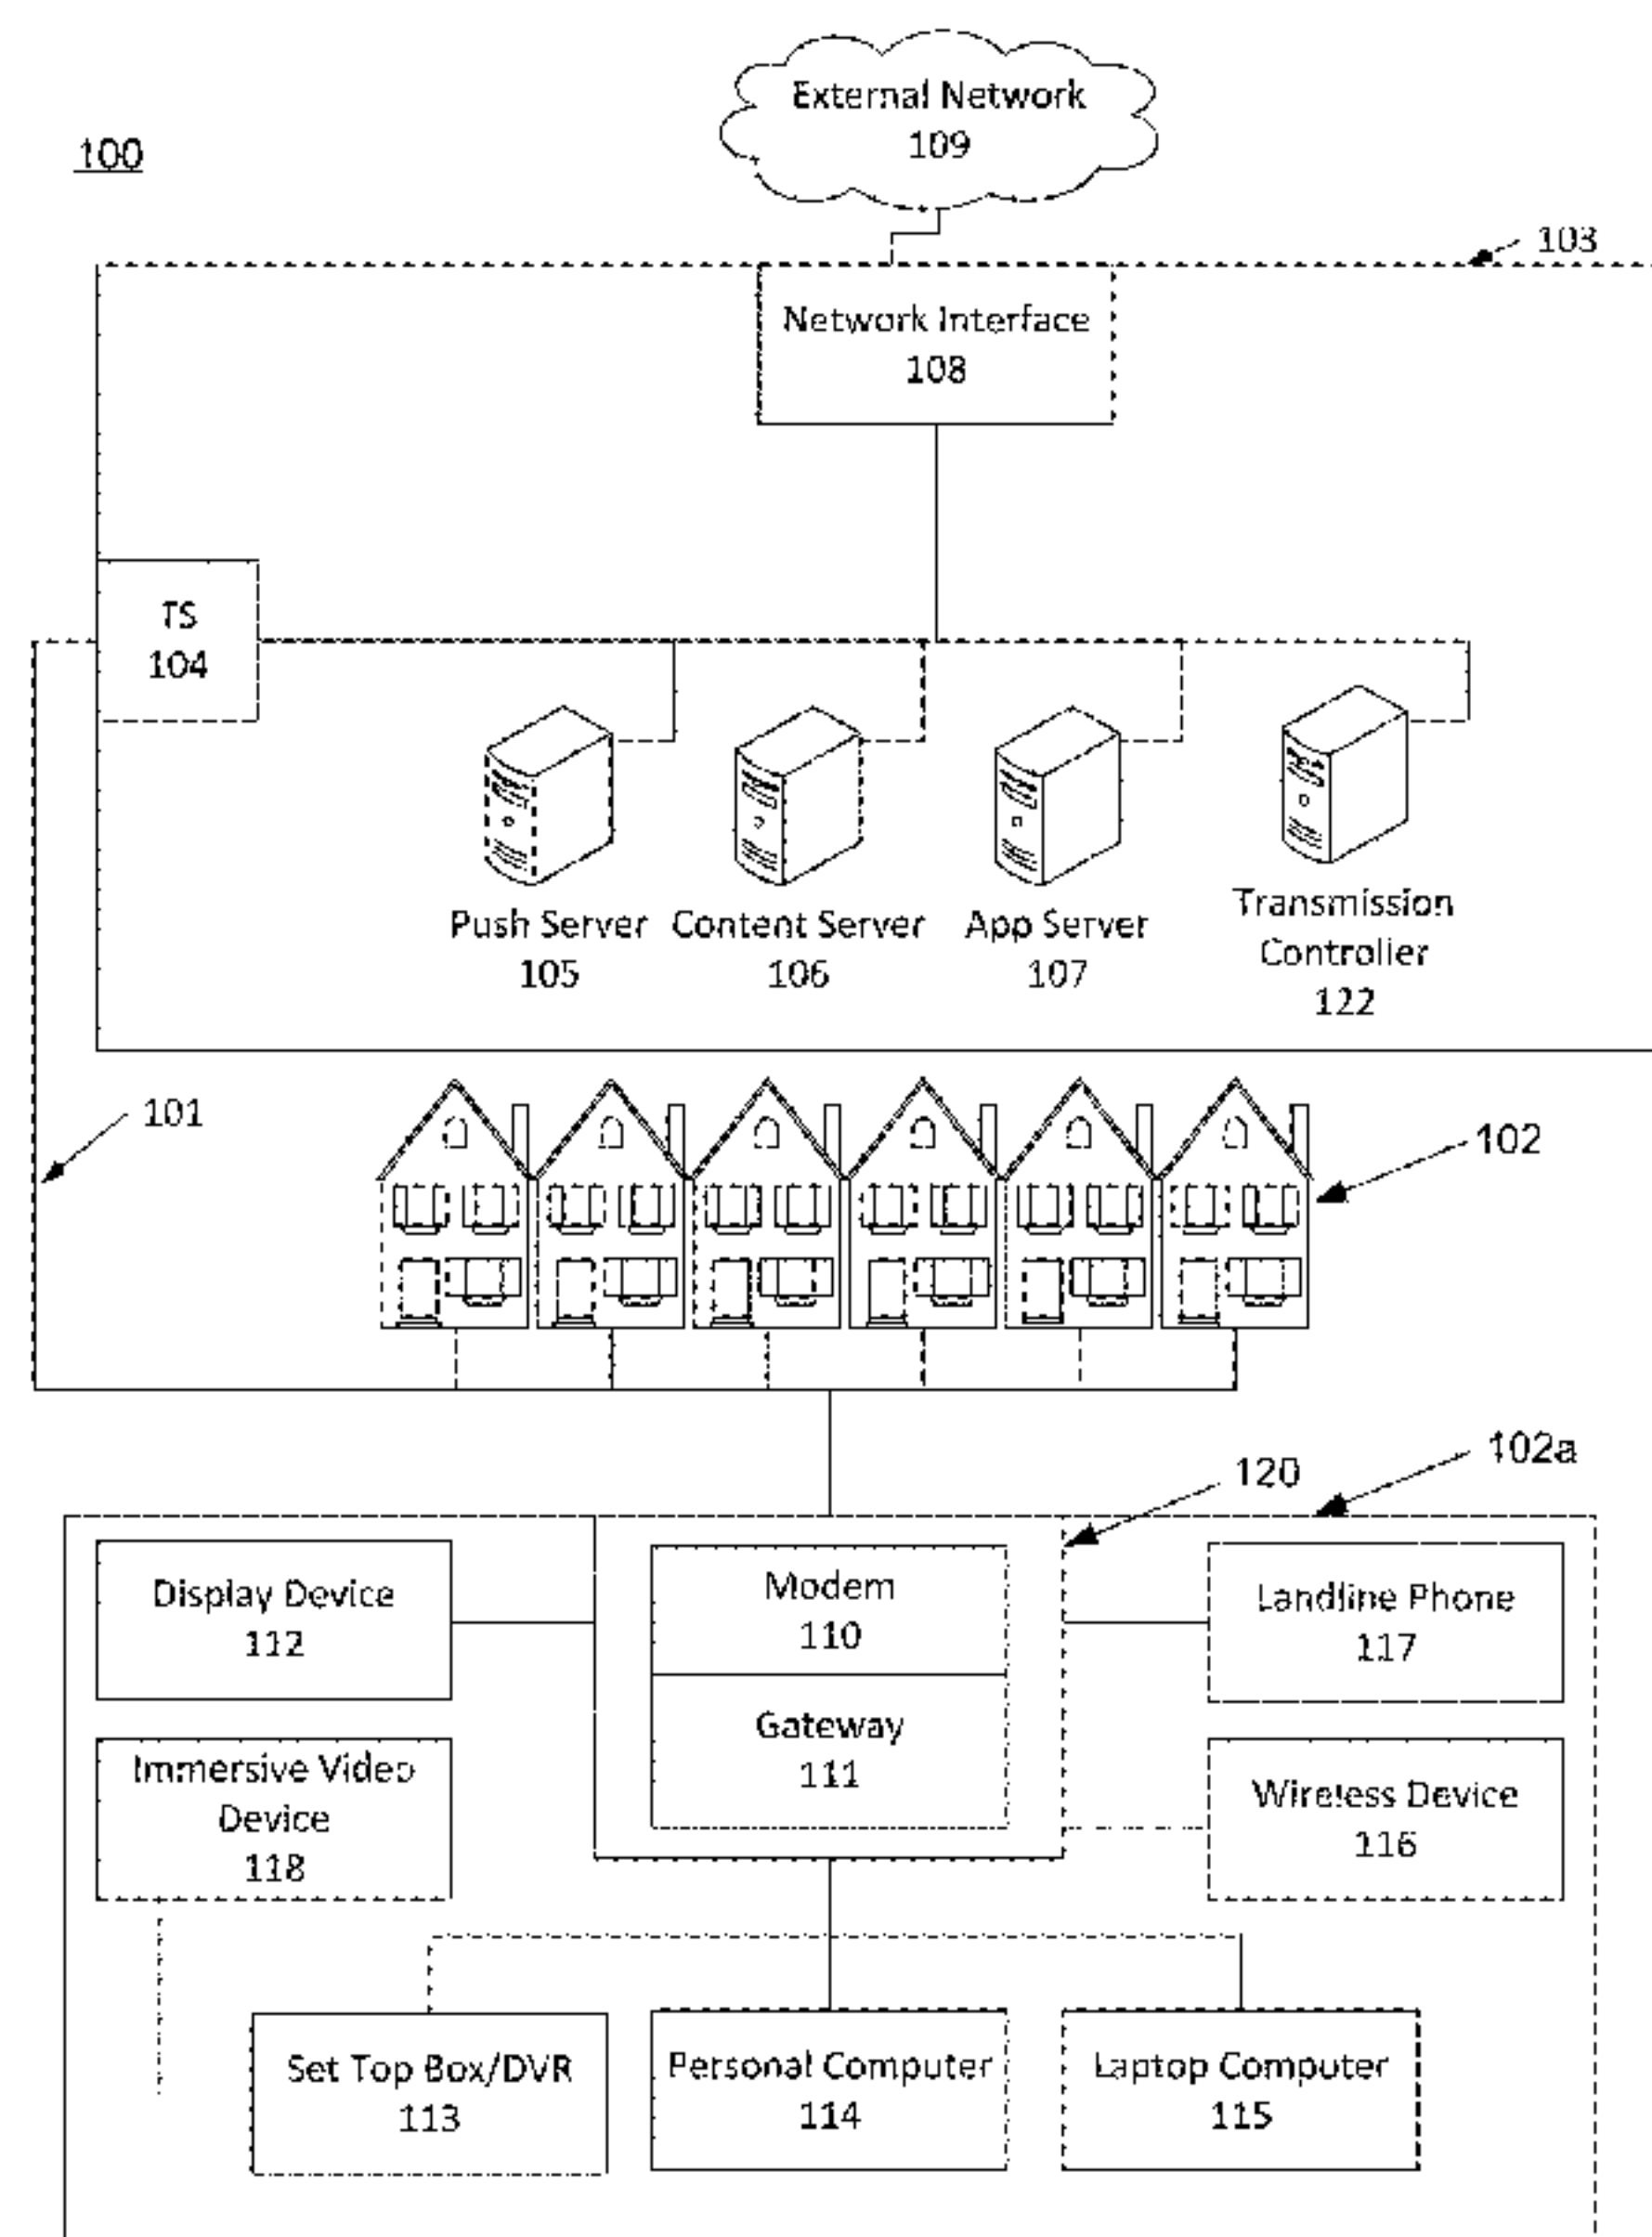 External Network
109
100
103
Network Interface
108
TS
104
Push Server
105
Content Server
106
App Server
107
Transmission
Controller
122
101
102
102a
120
Display Device
112
Modem
110
Landline Phone
117
Gateway
111
Immersive Video
Device
118
Wireless Device
116
Set Top Box/DVR
113
Personal Computer
114
Laptop Computer
115